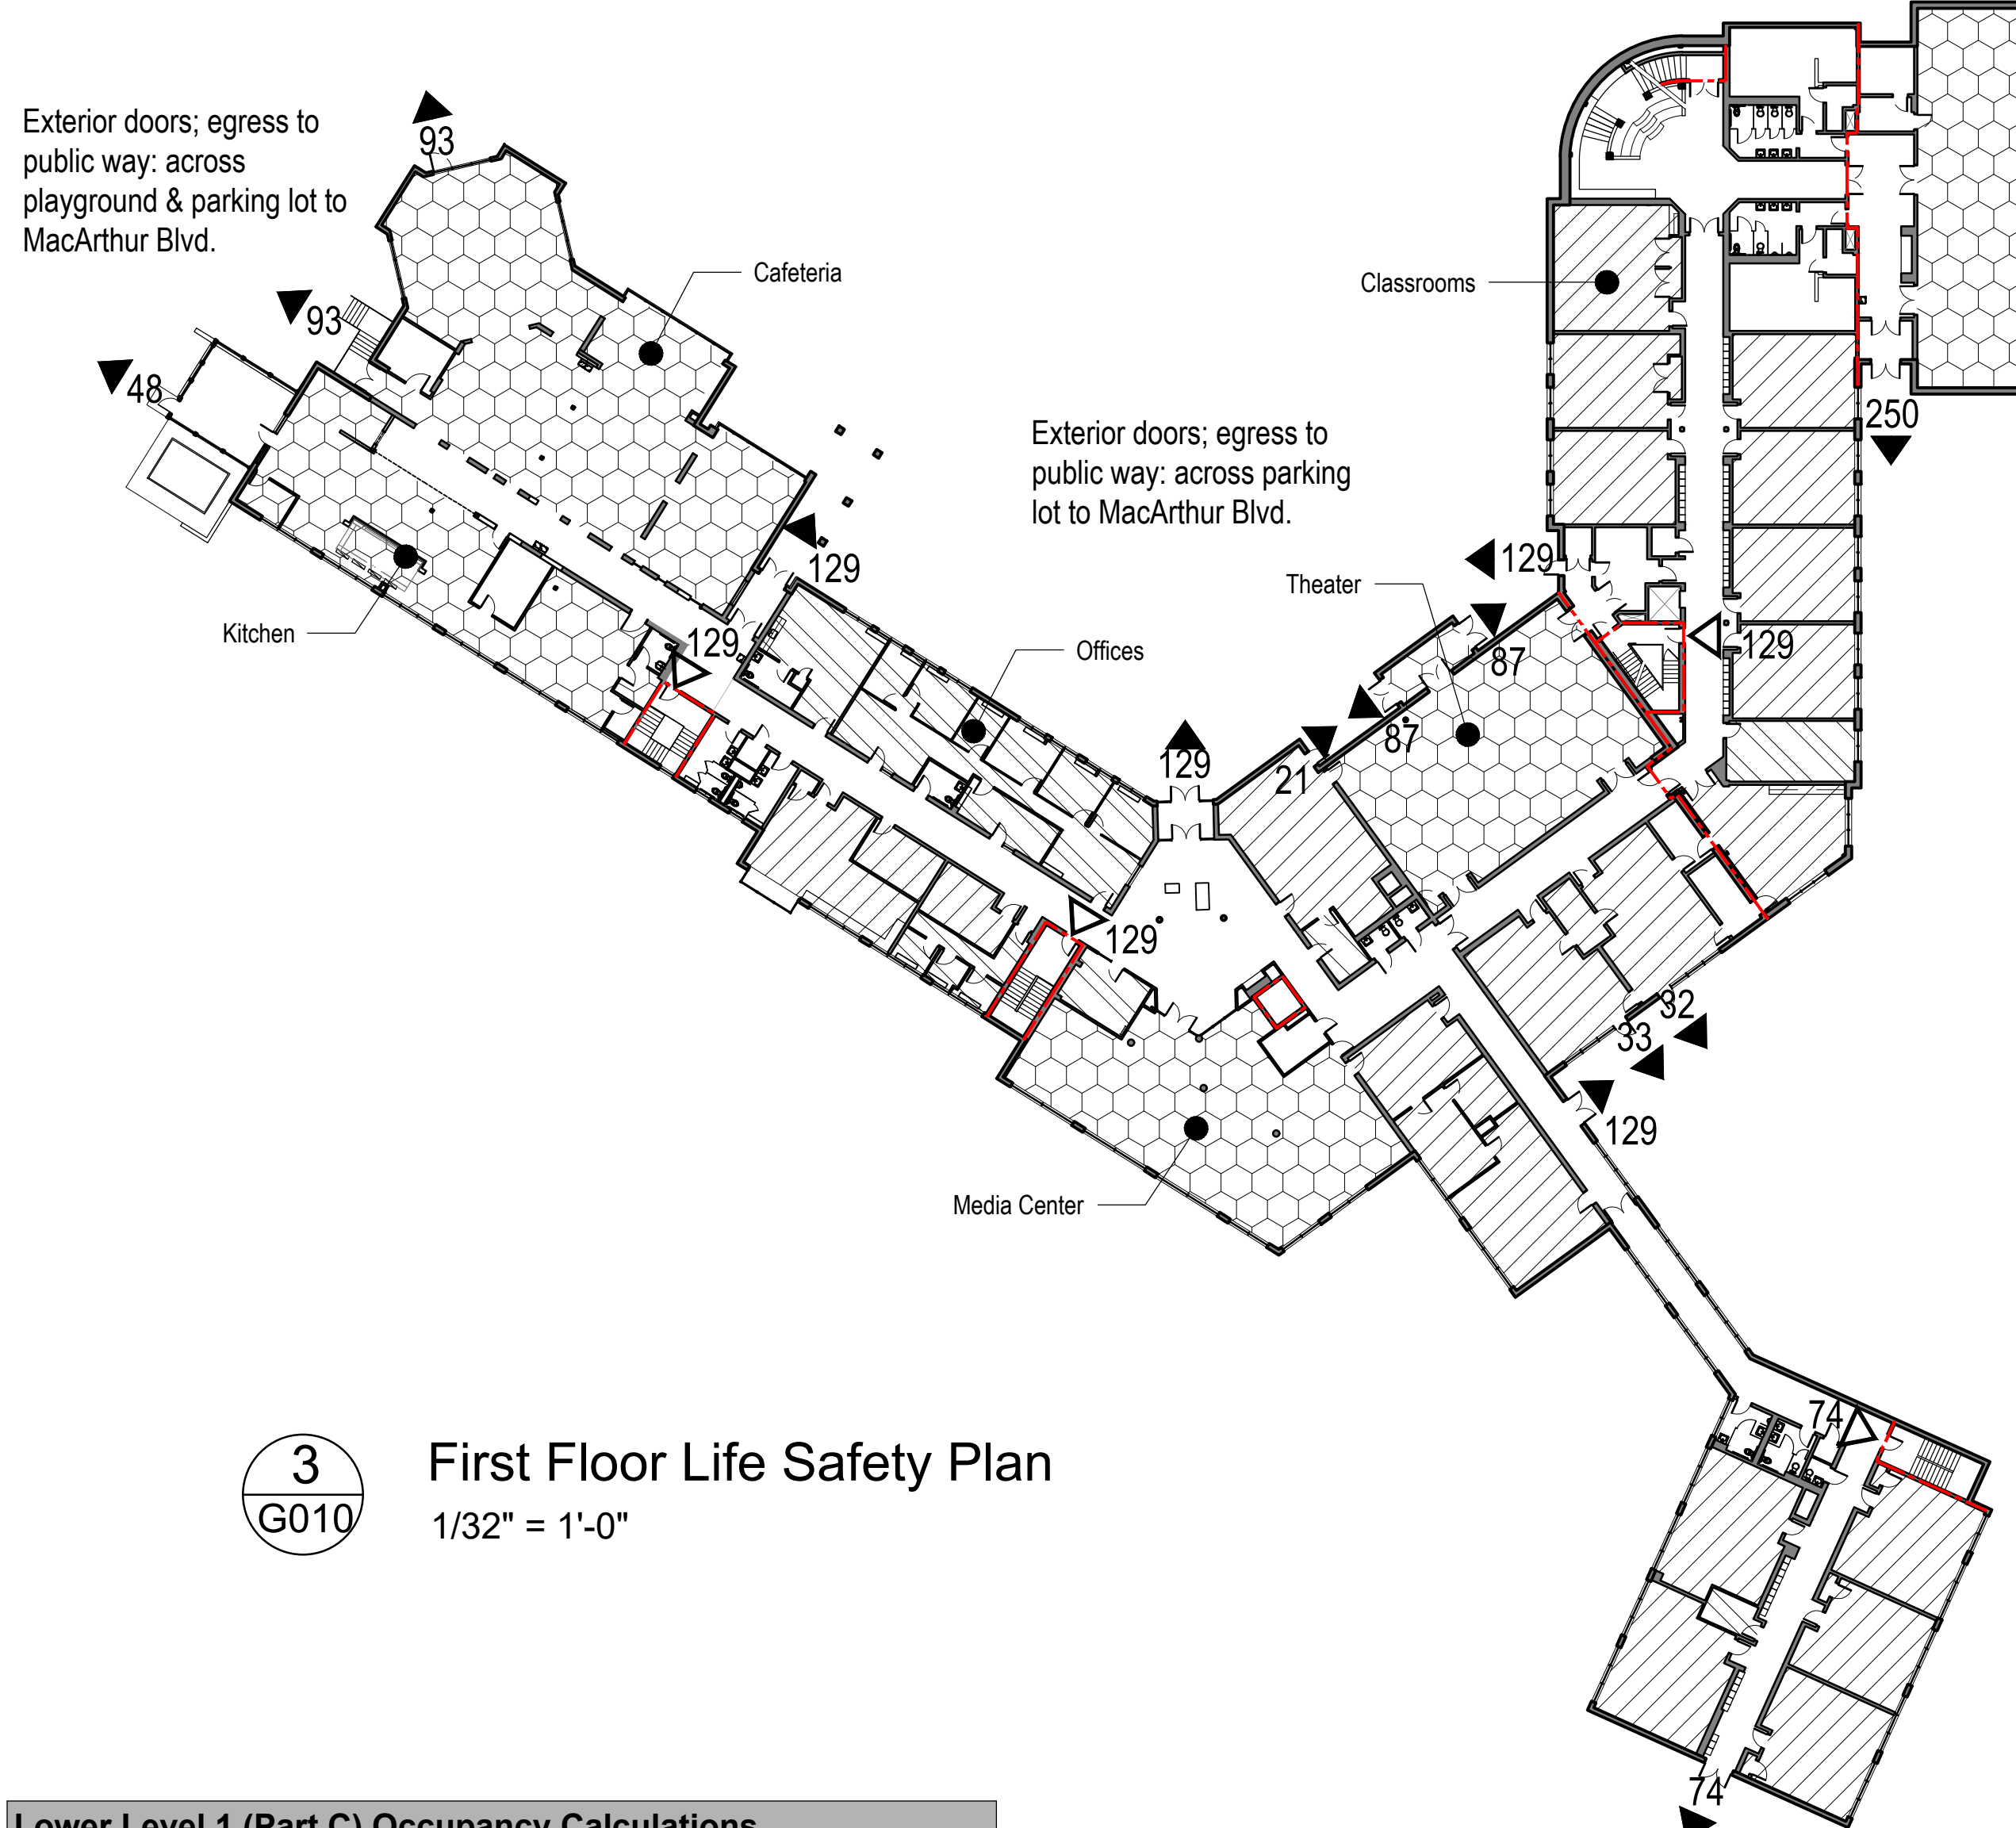 Exterior doors; egress to
public way: across
playground & parking lot to
MacArthur Blvd.
93
93
48
Cafeteria
Classrooms
250
Exterior doors; egress to
public way: across parking
lot to MacArthur Blvd.
129
129
Theater
129
87
129
Kitchen
129
Offices
87
129
21
129
32
33
129
Media Center
74
3
G010
First Floor Life Safety Plan
1/32" = 1'-0"
74
Lower Level 1 (Part C) Occupancy Calculations